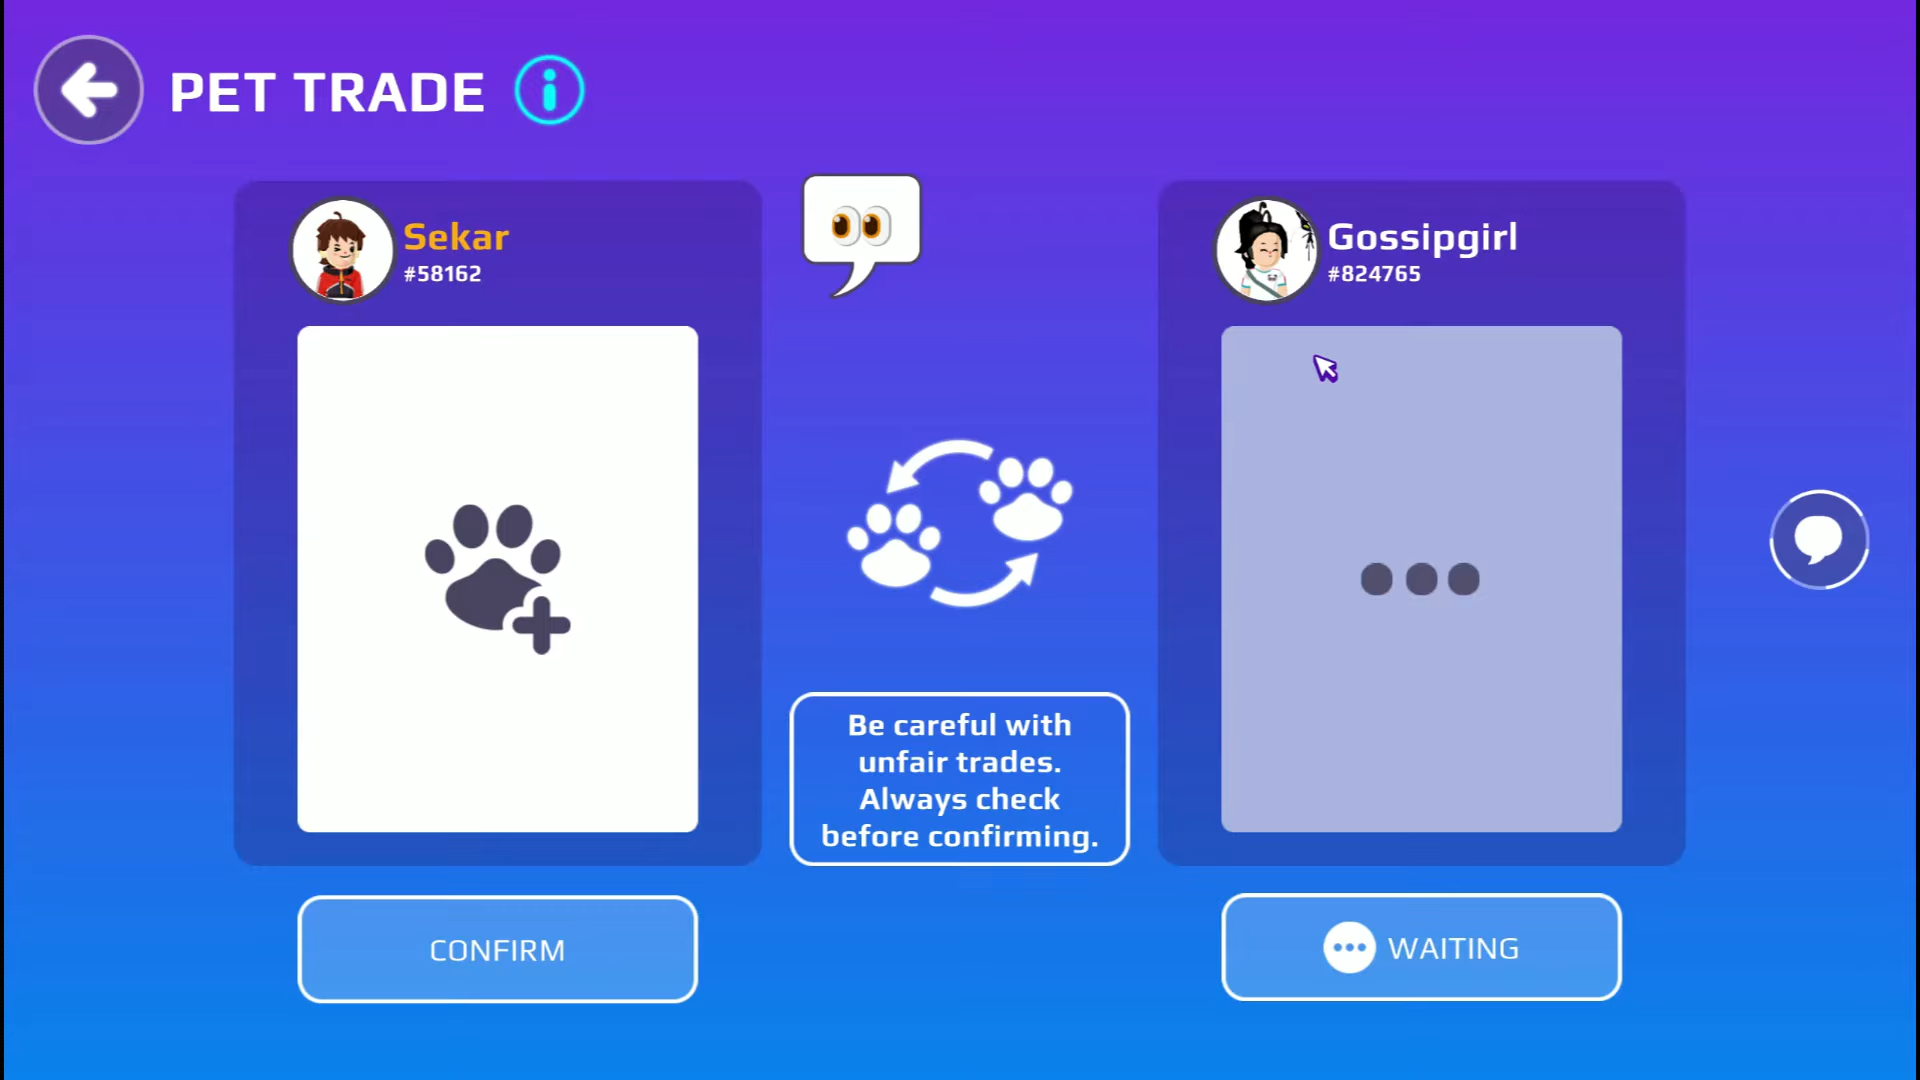 PET TRADE
Sekar
#58162
Gossipgirl
#824765
Be careful with
unfair trades.
Always check
before confirming.
CONFIRM
WAITING